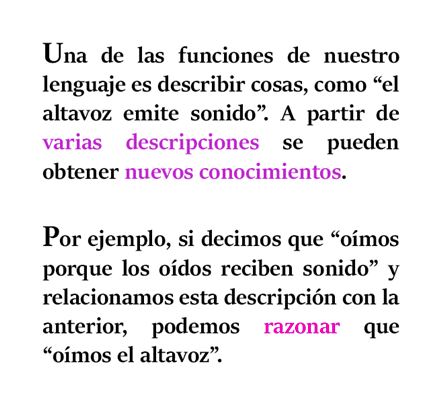 Una de las funciones de nuestro
lenguaje es describir cosas, como “el
altavoz emite sonido”. A partir de
varias descripciones se pueden
obtener nuevos conocimientos.
Por ejemplo, si decimos que “oímos
porque los oídos reciben sonido” y
relacionamos esta descripción con la
anterior, podemos razonar que
“oímos el altavoz”.